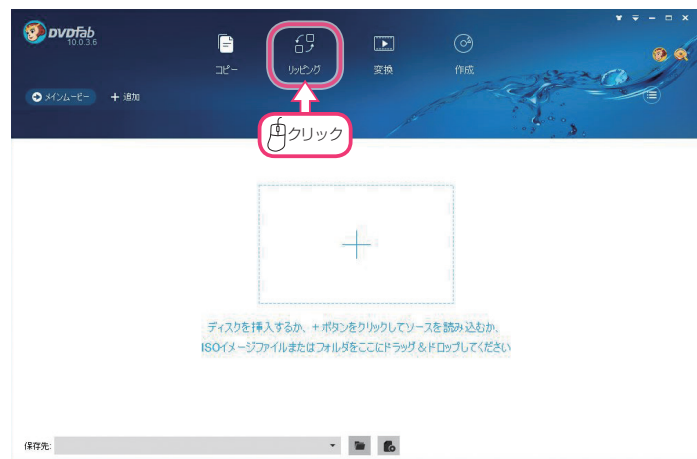 DVDFab
10.0.3.6
コピー
リッピング
変換
作成
メインムービー
+ 追加
クリック
ディスクを挿入するか、+ボタンをクリックしてソースを読み込むか、
ISOイメージファイルまたはフォルダをここにドラッグ&ドロップしてください
保存先: